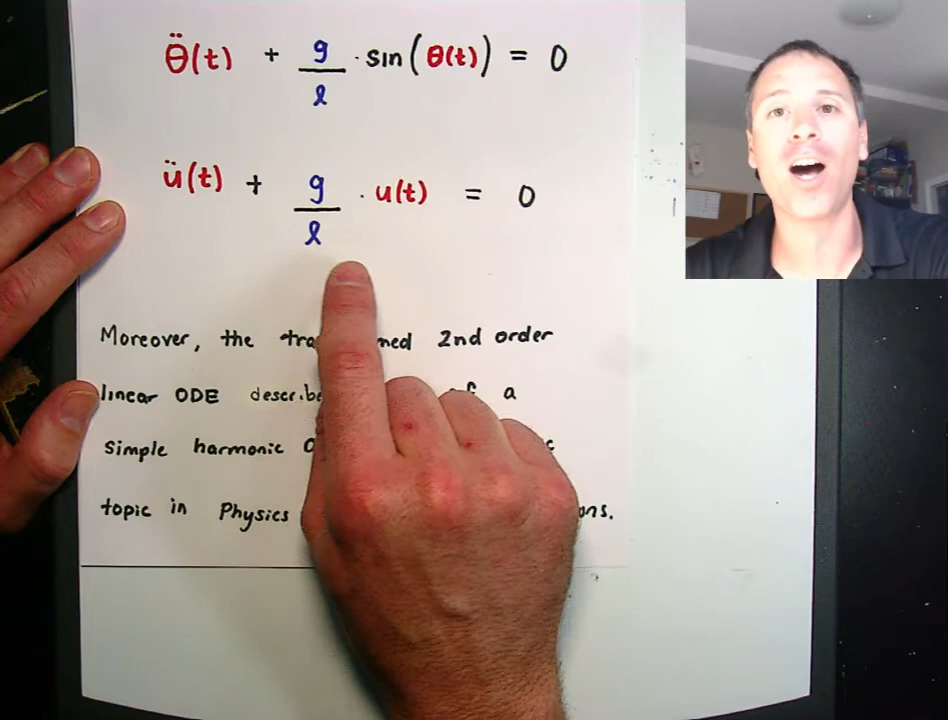 θ̈(t) + g/l · sin(θ(t)) = 0
ü(t) + g/l · u(t) = 0
Moreover, the 2nd order
linear ODE a
simple harmonic
topic in Physics